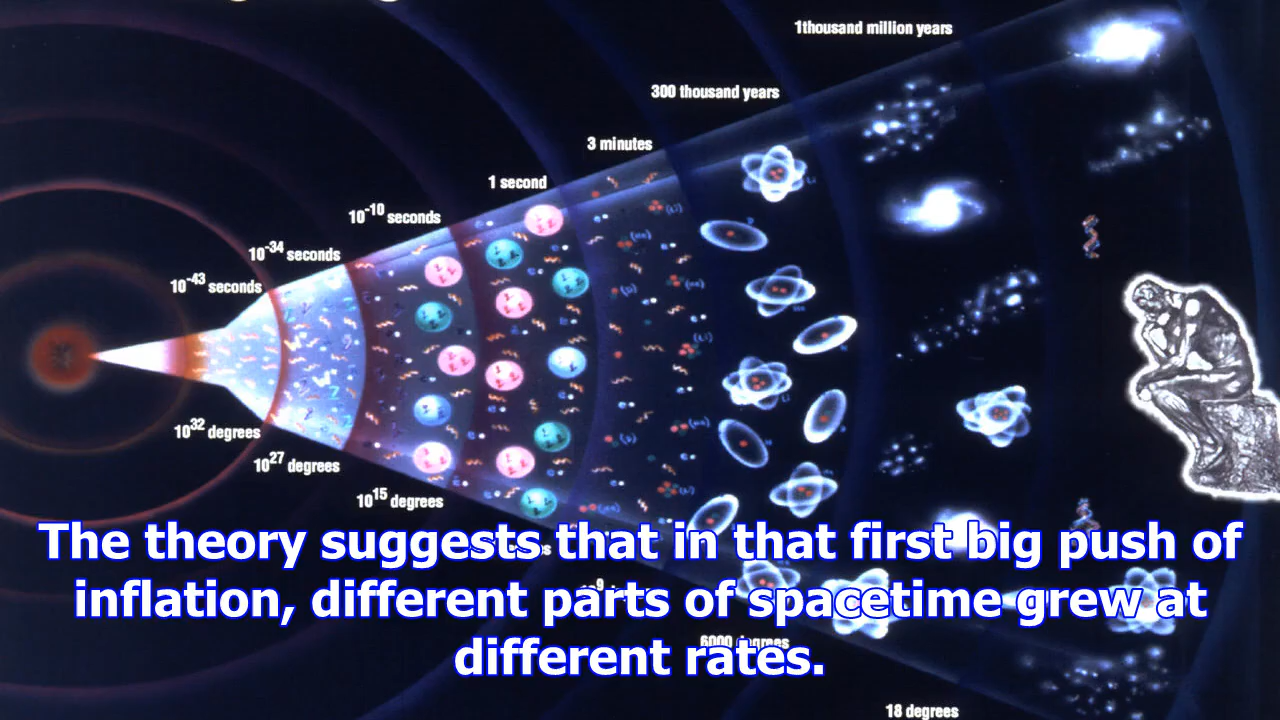 1thousand million years
300 thousand years
3 minutes
1 second
10⁻¹⁰ seconds
10⁻³⁴ seconds
10⁻⁴³ seconds
10³² degrees
10²⁷ degrees
10¹⁵ degrees
The theory suggests that in that first big push of
inflation, different parts of spacetime grew at
different rates.
6000 degrees
18 degrees